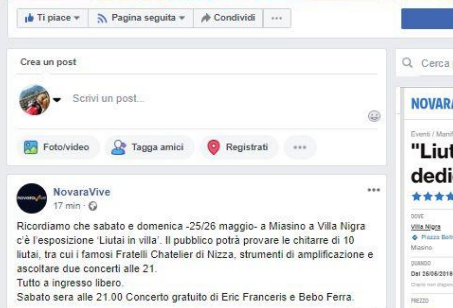 Ti piace
Pagina seguita
Condividi
Crea un post
Cerca
Scrivi un post...
Foto/video
Tagga amici
Registrati
NovaraVive
17 min
Ricordiamo che sabato e domenica -25/26 maggio- a Miasino a Villa Nigra
c'è l'esposizione 'Liutai in villa'. Il pubblico potrà provare le chitarre di 10
liutai, tra cui i famosi Fratelli Chatelier di Nizza, strumenti di amplificazione e
ascoltare due concerti alle 21.
Tutto a ingresso libero.
Sabato sera alle 21.00 Concerto gratuito di Eric Franceris e Bebo Ferra.
NOVARA
Eventi / Manif
"Liut
dedi
DOVE
Villa Nigra
Piazza Bell
Miasino
QUANDO
Dal 25/05/2019
PREZZO